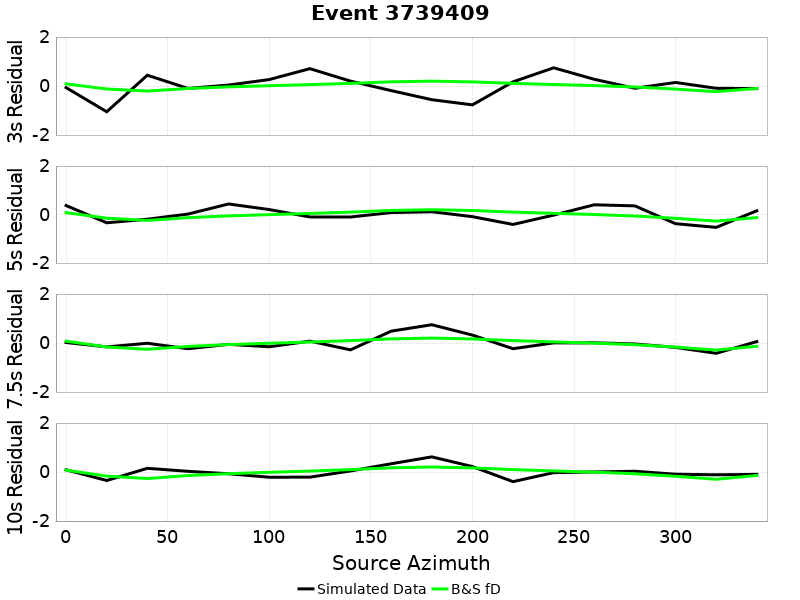 Event 3739409
3s Residual
2
0
-2
5s Residual
2
0
-2
7.5s Residual
2
0
-2
10s Residual
2
0
-2
0 50 100 150 200 250 300
Source Azimuth
Simulated Data B&S fD